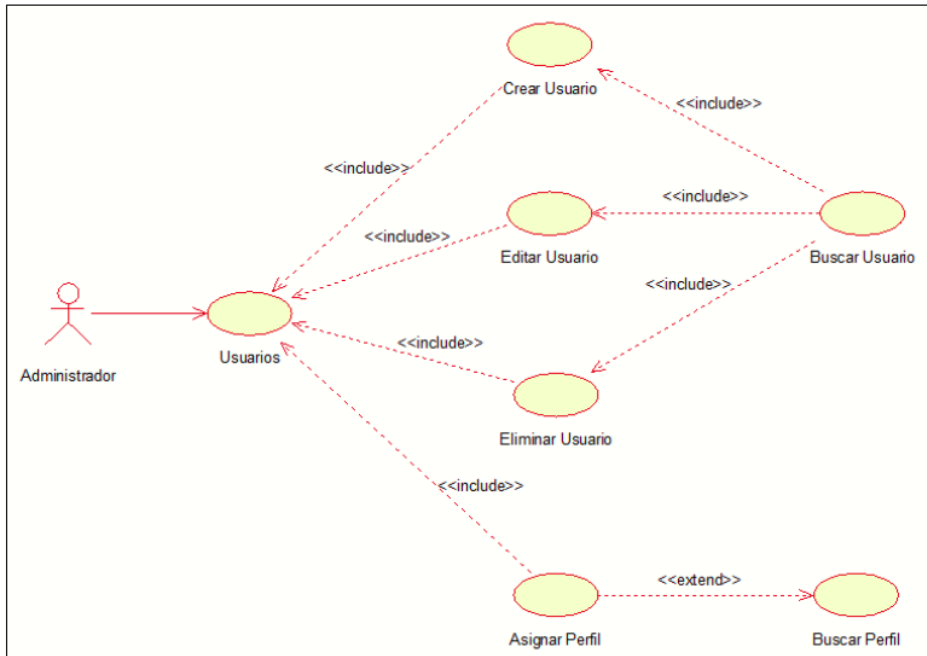 Crear Usuario
<<include>>
<<include>>
<<include>>
<<include>>
Editar Usuario
Buscar Usuario
<<include>>
Usuarios
<<include>>
Administrador
Eliminar Usuario
<<include>>
<<extend>>
Asignar Perfil
Buscar Perfil